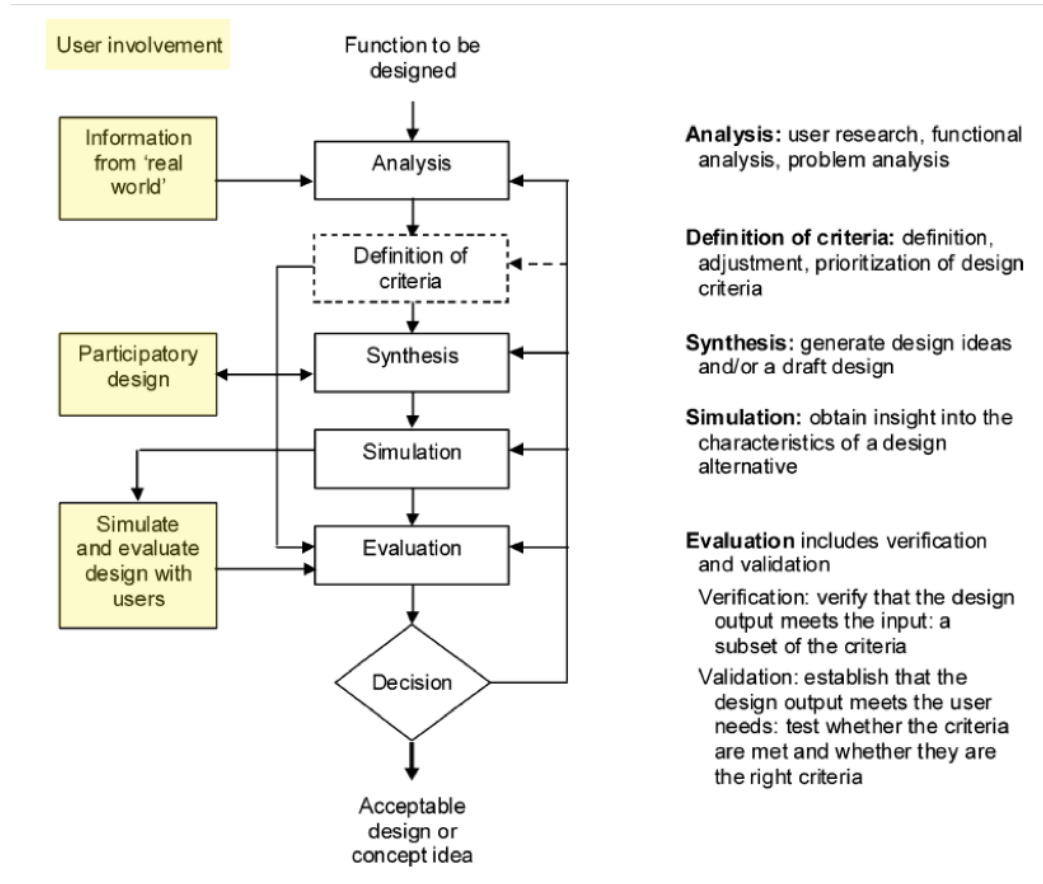 User involvement
Function to be
designed
Information
from ‘real
world’
Analysis
Definition of
criteria
Participatory
design
Synthesis
Simulation
Simulate
and evaluate
design with
users
Evaluation
Decision
Acceptable
design or
concept idea
Analysis: user research, functional
analysis, problem analysis
Definition of criteria: definition,
adjustment, prioritization of design
criteria
Synthesis: generate design ideas
and/or a draft design
Simulation: obtain insight into the
characteristics of a design
alternative
Evaluation includes verification
and validation
Verification: verify that the design
output meets the input: a
subset of the criteria
Validation: establish that the
design output meets the user
needs: test whether the criteria
are met and whether they are
the right criteria